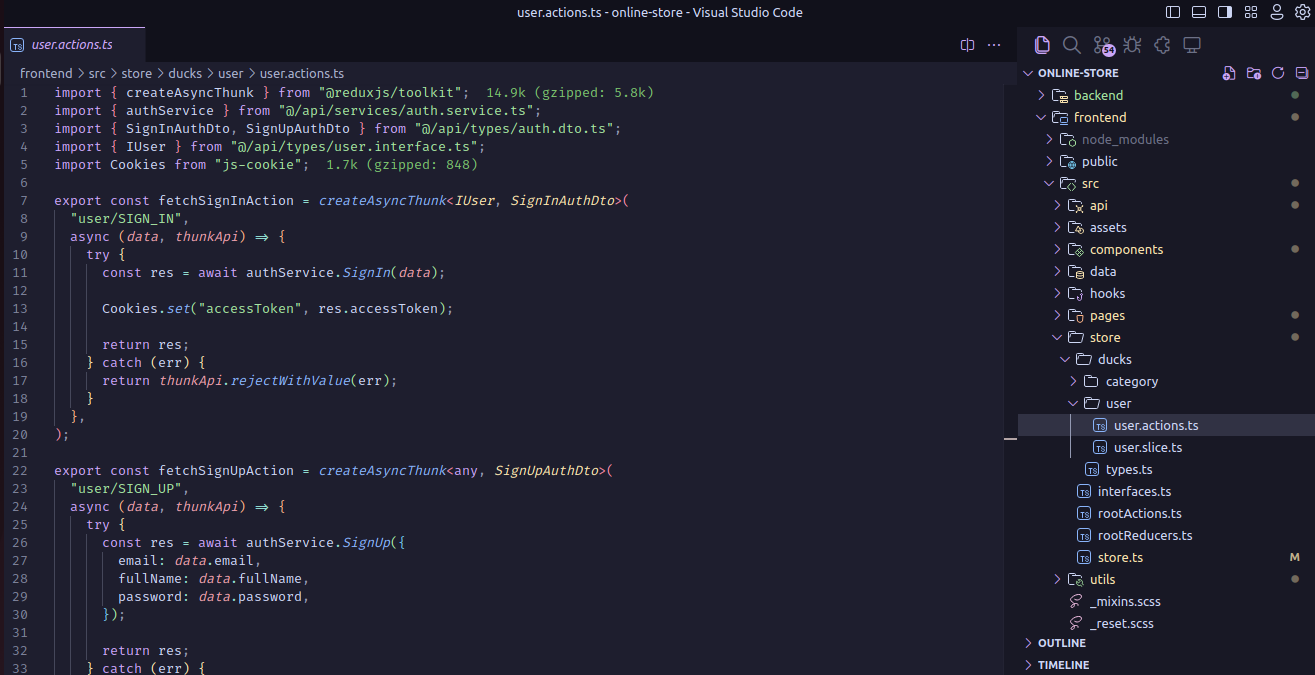 user.actions.ts - online-store - Visual Studio Code
TS user.actions.ts
54
frontend > src > store > ducks > user > user.actions.ts
1 import { createAsyncThunk } from "@reduxjs/toolkit"; 14.9k (gzipped: 5.8k)
2 import { authService } from "@/api/services/auth.service.ts";
3 import { SignInAuthDto, SignUpAuthDto } from "@/api/types/auth.dto.ts";
4 import { IUser } from "@/api/types/user.interface.ts";
5 import Cookies from "js-cookie"; 1.7k (gzipped: 848)
6
7 export const fetchSignInAction = createAsyncThunk<IUser, SignInAuthDto>(
8 "user/SIGN_IN",
9 async (data, thunkApi) => {
10 try {
11 const res = await authService.SignIn(data);
12
13 Cookies.set("accessToken", res.accessToken);
14
15 return res;
16 } catch (err) {
17 return thunkApi.rejectWithValue(err);
18 }
19 },
20 );
21
22 export const fetchSignUpAction = createAsyncThunk<any, SignUpAuthDto>(
23 "user/SIGN_UP",
24 async (data, thunkApi) => {
25 try {
26 const res = await authService.SignUp({
27 email: data.email,
28 fullName: data.fullName,
29 password: data.password,
30 });
31
32 return res;
33 } catch (err) {
ONLINE-STORE
backend
frontend
node_modules
public
src
api
assets
components
data
hooks
pages
store
ducks
category
user
TS user.actions.ts
TS user.slice.ts
TS types.ts
TS interfaces.ts
TS rootActions.ts
TS rootReducers.ts
TS store.ts M
utils
_mixins.scss
_reset.scss
OUTLINE
TIMELINE